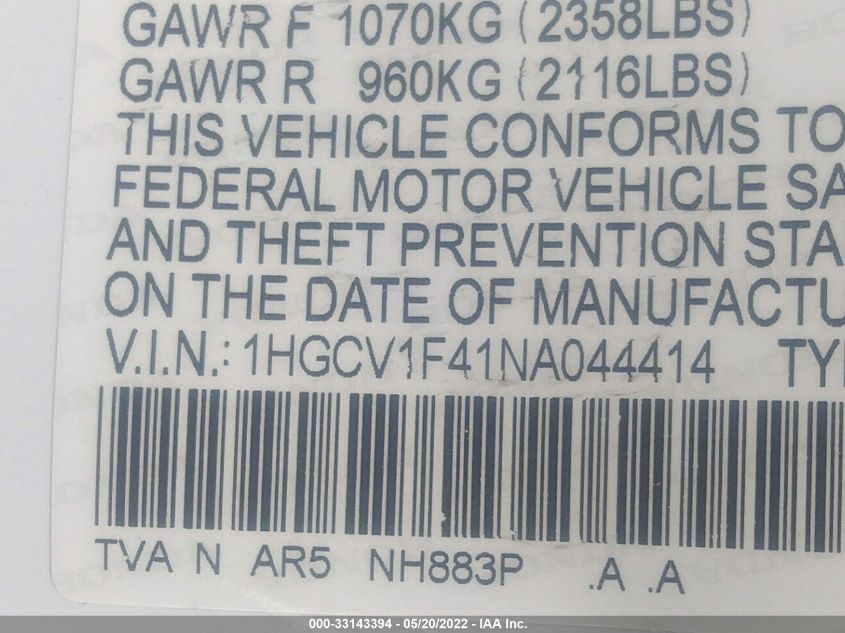 GAWR F 1070KG (2358LBS)
GAWR R 960KG (2116LBS)
THIS VEHICLE CONFORMS TO
FEDERAL MOTOR VEHICLE SA
AND THEFT PREVENTION STA
ON THE DATE OF MANUFACTU
V.I.N.: 1HGCV1F41NA044414 TY
TVA N AR5 NH883P .A .A
000-33143394 - 05/20/2022 - IAA Inc.